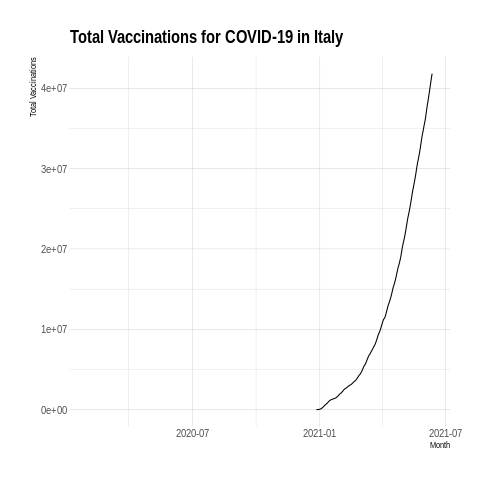 Total Vaccinations for COVID-19 in Italy
Total Vaccinations
4e+07
3e+07
2e+07
1e+07
0e+00
2020-07
2021-01
2021-07
Month